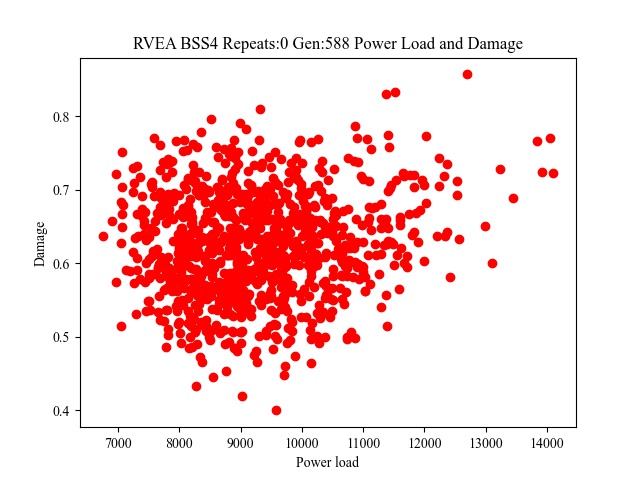 RVEA BSS4 Repeats:0 Gen:588 Power Load and Damage
0.8
0.7
0.6
0.5
0.4
Damage
7000 8000 9000 10000 11000 12000 13000 14000
Power load